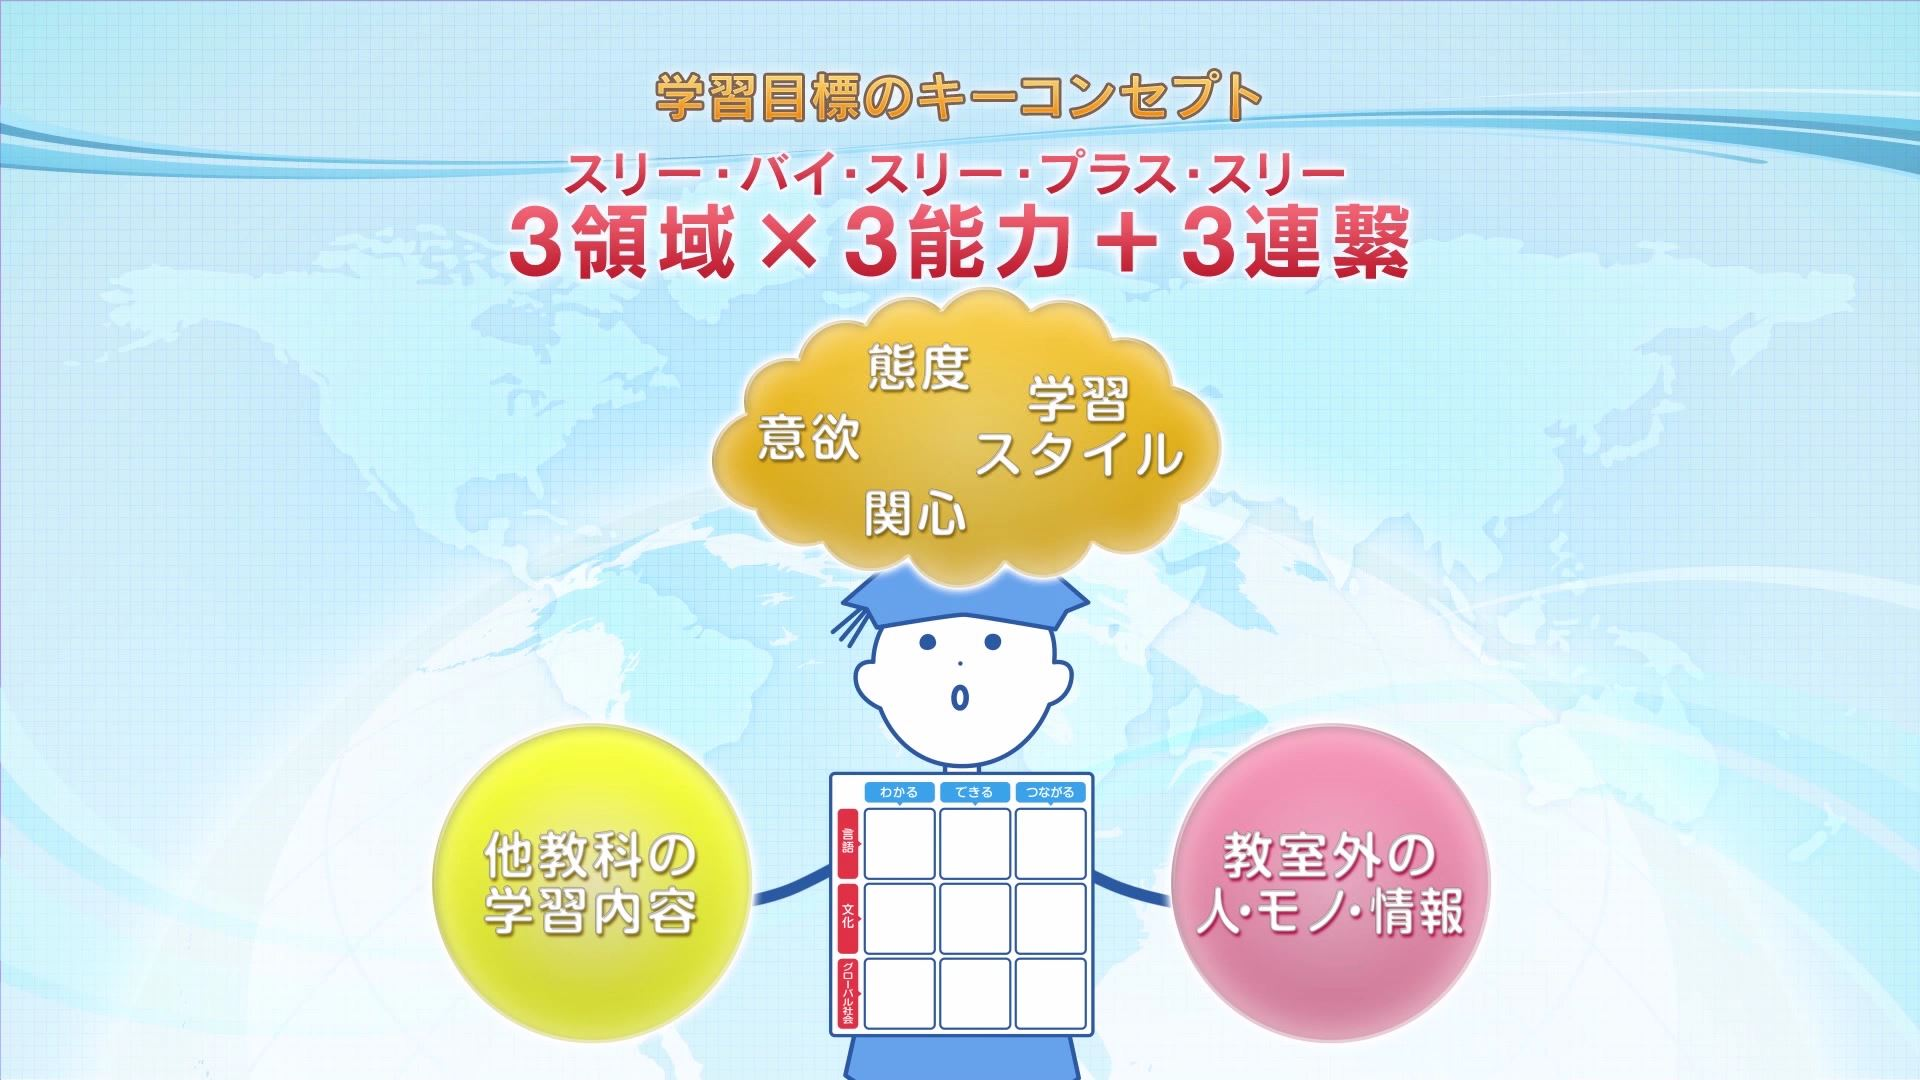 学習目標のキーコンセプト
スリー・バイ・スリー・プラス・スリー
3領域×3能力＋3連繫
態度
学習
スタイル
意欲
関心
他教科の
学習内容
教室外の
人・モノ・情報
わかる
できる
つながる
言語
文化
グローバル社会